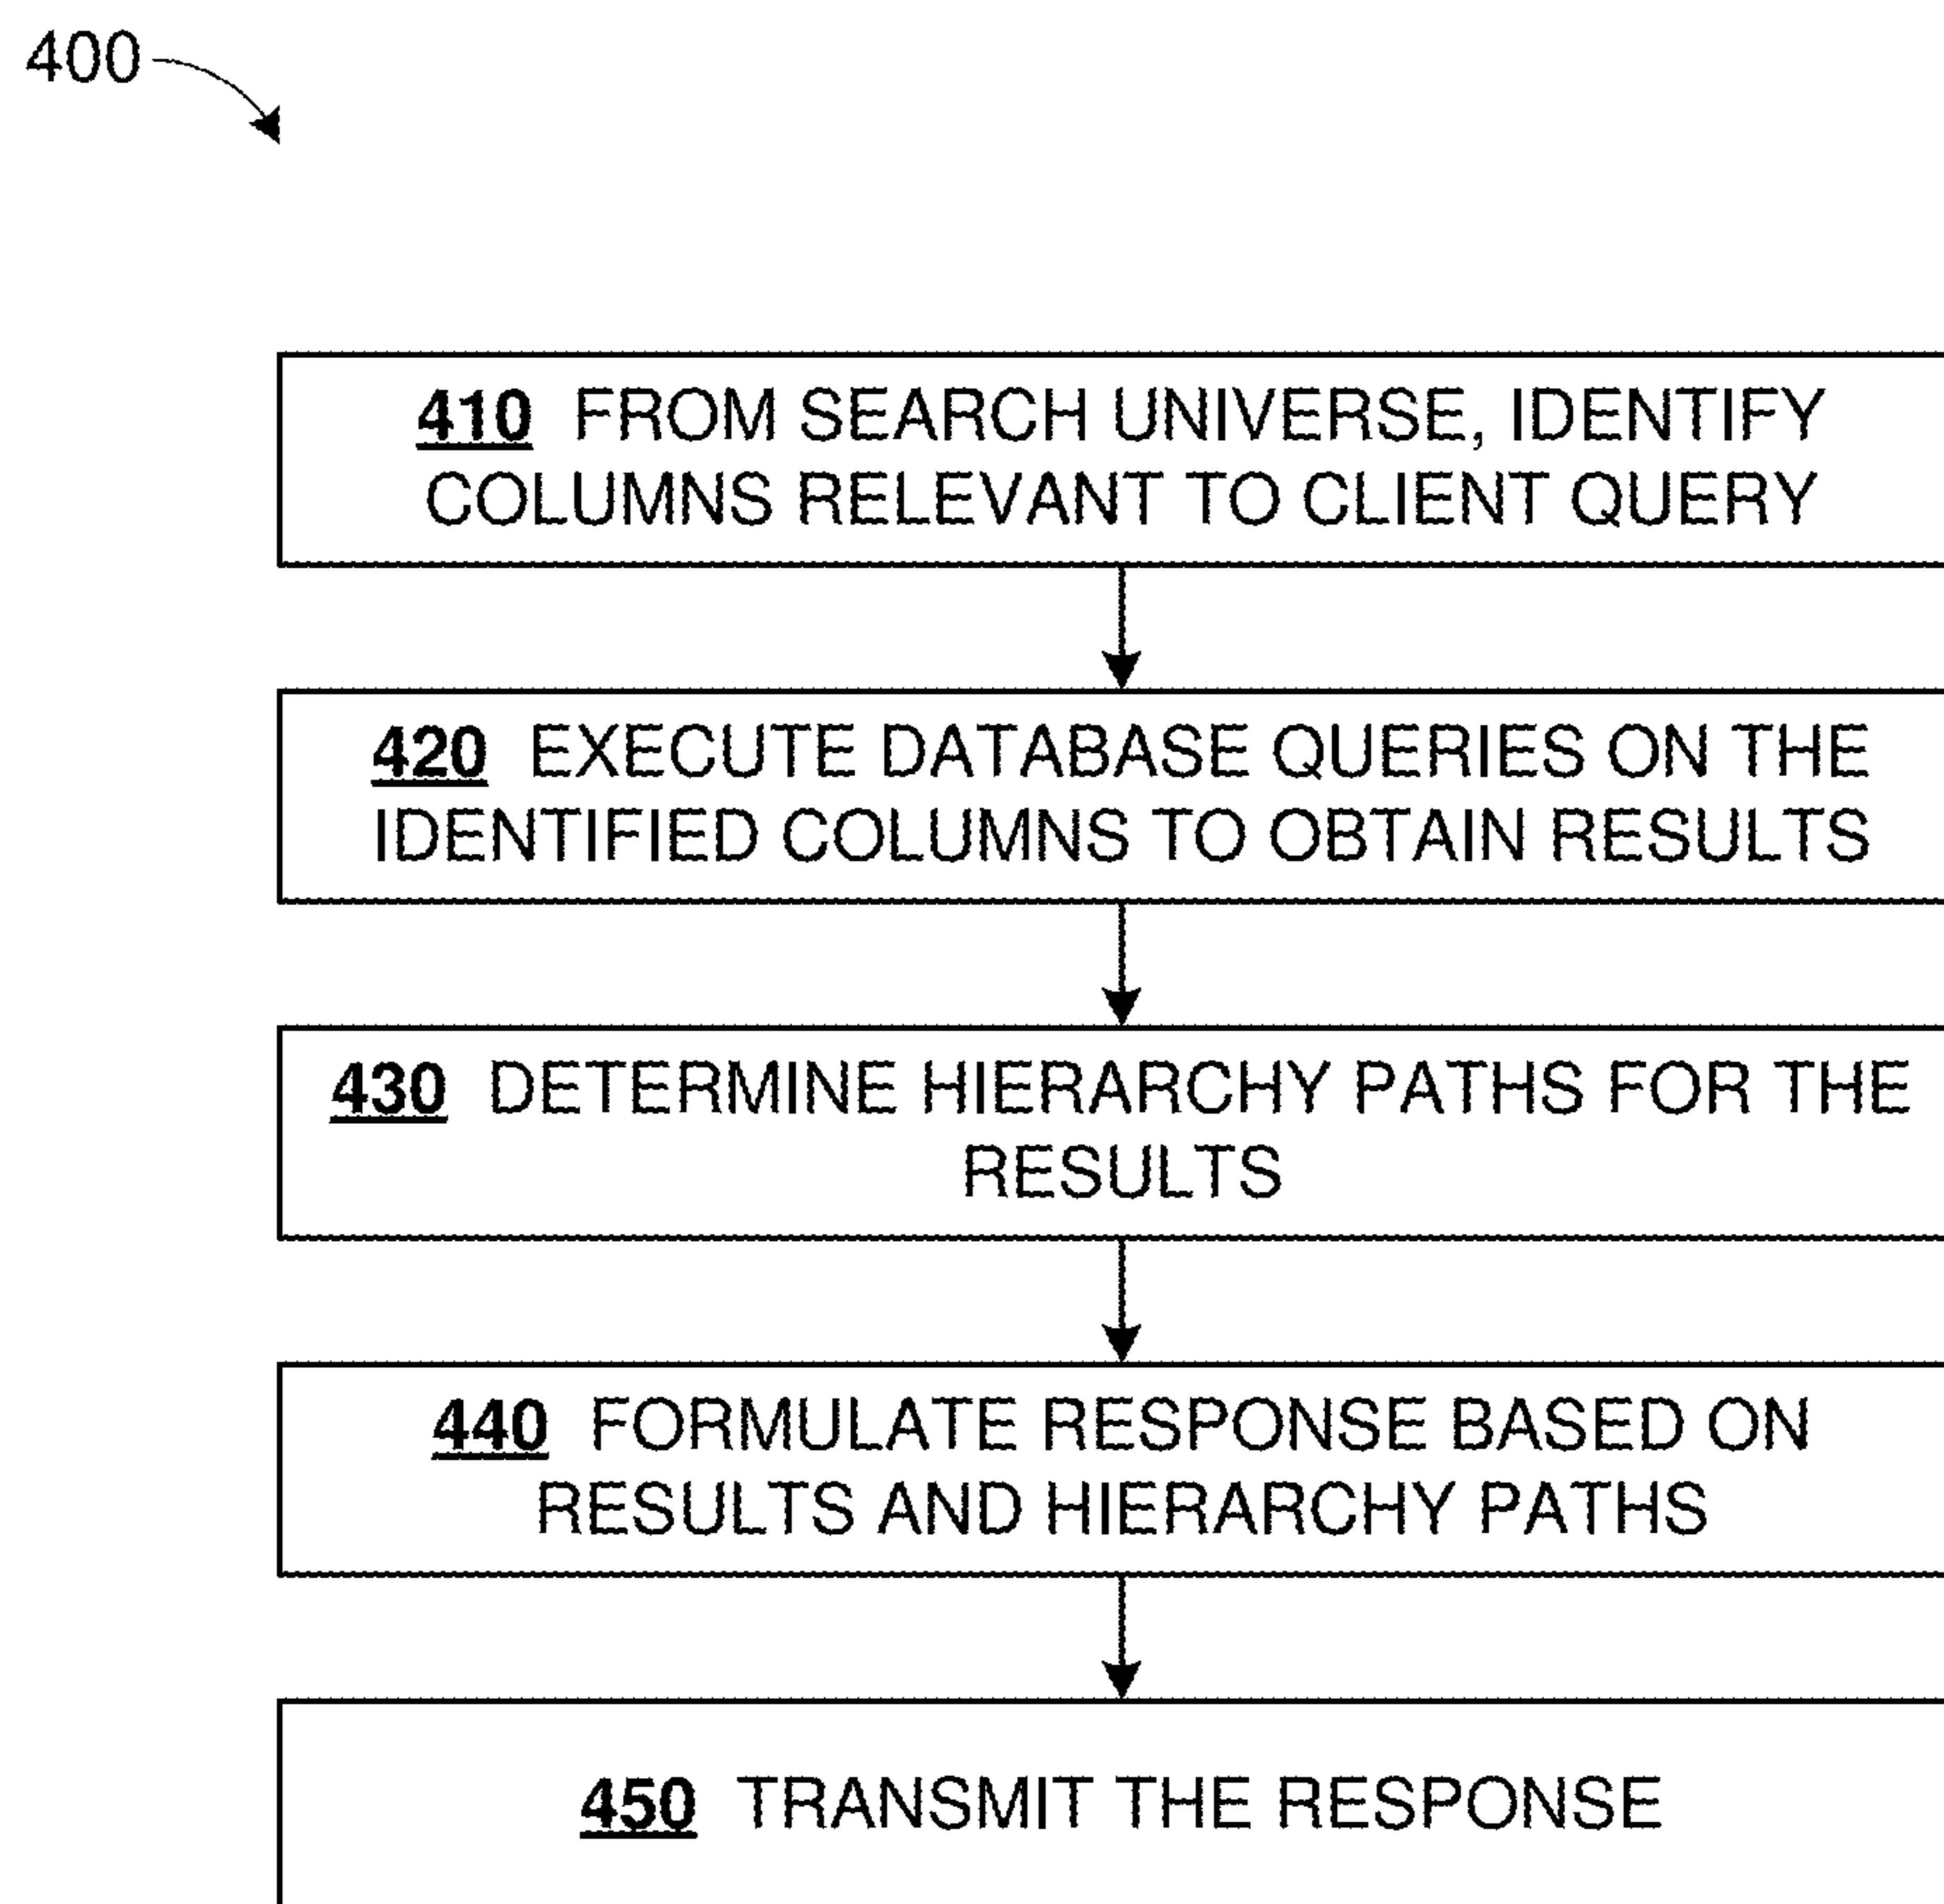 400
410 FROM SEARCH UNIVERSE, IDENTIFY
COLUMNS RELEVANT TO CLIENT QUERY
420 EXECUTE DATABASE QUERIES ON THE
IDENTIFIED COLUMNS TO OBTAIN RESULTS
430 DETERMINE HIERARCHY PATHS FOR THE
RESULTS
440 FORMULATE RESPONSE BASED ON
RESULTS AND HIERARCHY PATHS
450 TRANSMIT THE RESPONSE